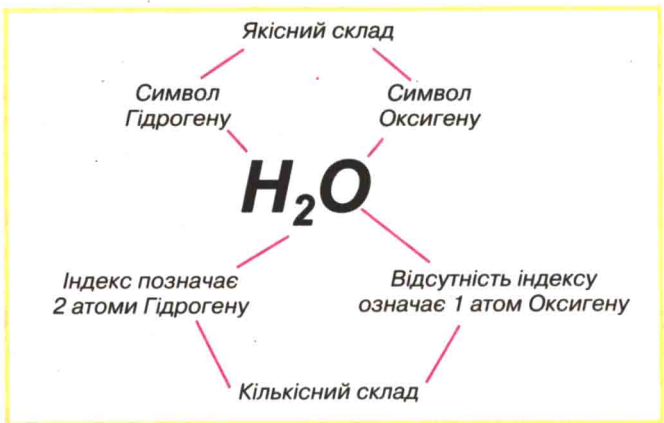 Якісний склад
Символ
Гідрогену
Символ
Оксигену
H₂O
Індекс позначає
2 атоми Гідрогену
Відсутність індексу
означає 1 атом Оксигену
Кількісний склад